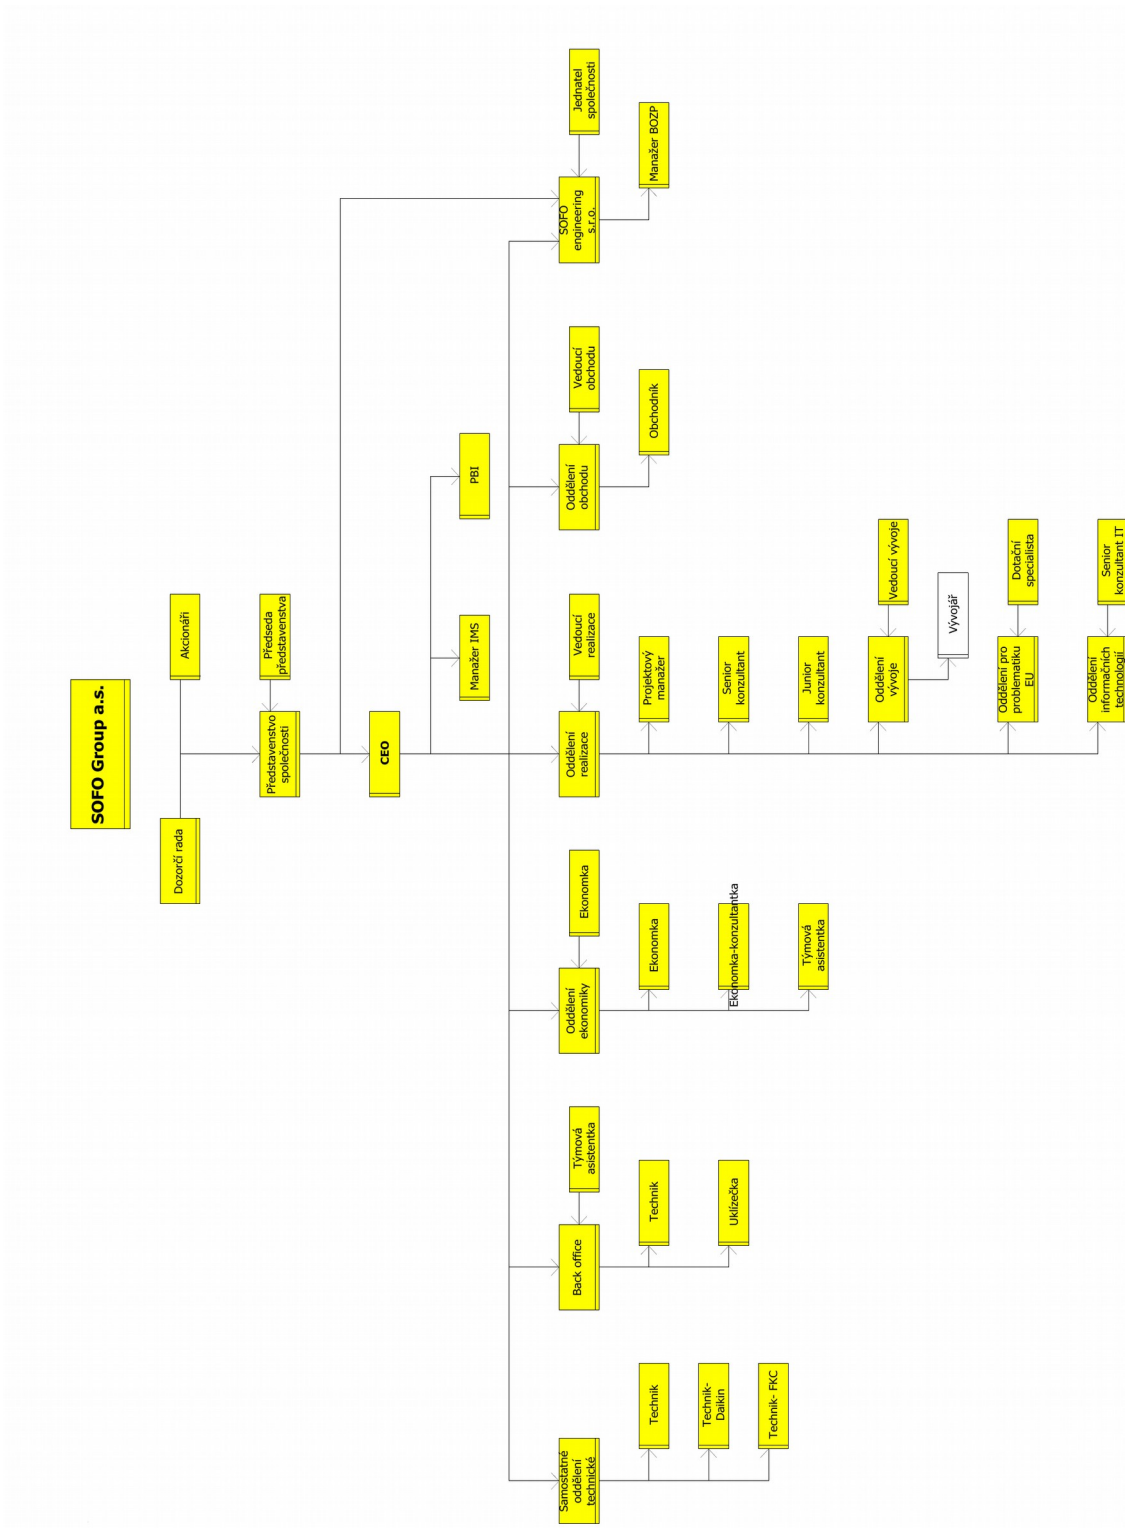 SOFO Group a.s.
Dozorčí rada
Akcionáři
Představenstvo
společnosti
Předseda
představenstva
CEO
Manažer IMS
PBI
Samostatné
oddělení
technické
Technik
Technik-
Daikin
Technik- FKC
Back office
Týmová
asistentka
Technik
Uklízečka
Oddělení
ekonomiky
Ekonomka
Ekonomka
Ekonomka-konzultantka
Týmová
asistentka
Oddělení
realizace
Vedoucí
realizace
Projektový
manažer
Senior
konzultant
Junior
konzultant
Oddělení
vývoje
Vedoucí vývoje
Vývojář
Oddělení pro
problematiku
EU
Dotační
specialista
Oddělení
informačních
technologií
Senior
konzultant IT
Oddělení
obchodu
Vedoucí
obchodu
Obchodník
SOFO
engineering
s.r.o.
Jednatel
společnosti
Manažer BOZP